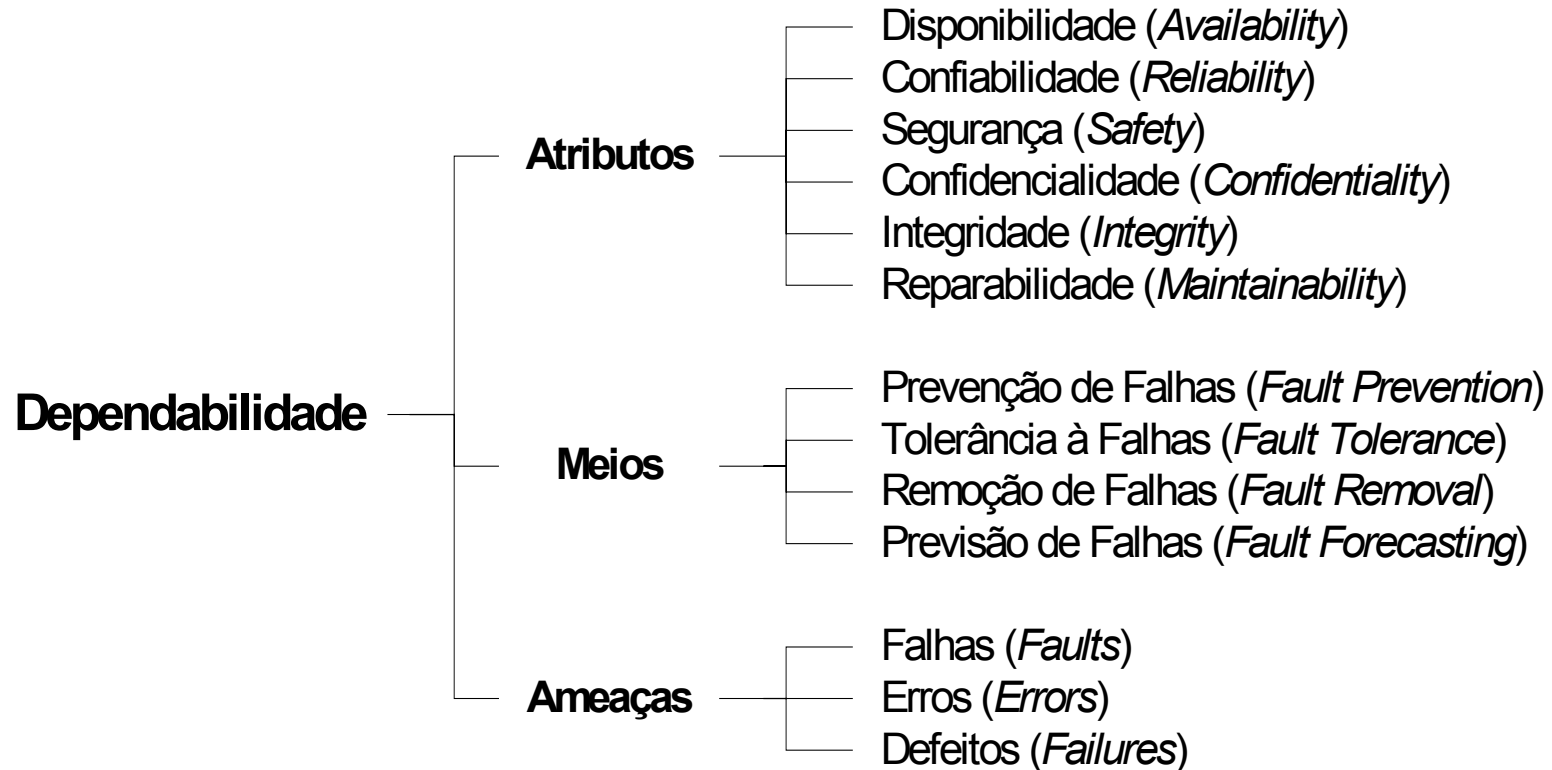 Dependabilidade
Atributos
Disponibilidade (Availability)
Confiabilidade (Reliability)
Segurança (Safety)
Confidencialidade (Confidentiality)
Integridade (Integrity)
Reparabilidade (Maintainability)
Meios
Prevenção de Falhas (Fault Prevention)
Tolerância à Falhas (Fault Tolerance)
Remoção de Falhas (Fault Removal)
Previsão de Falhas (Fault Forecasting)
Ameaças
Falhas (Faults)
Erros (Errors)
Defeitos (Failures)